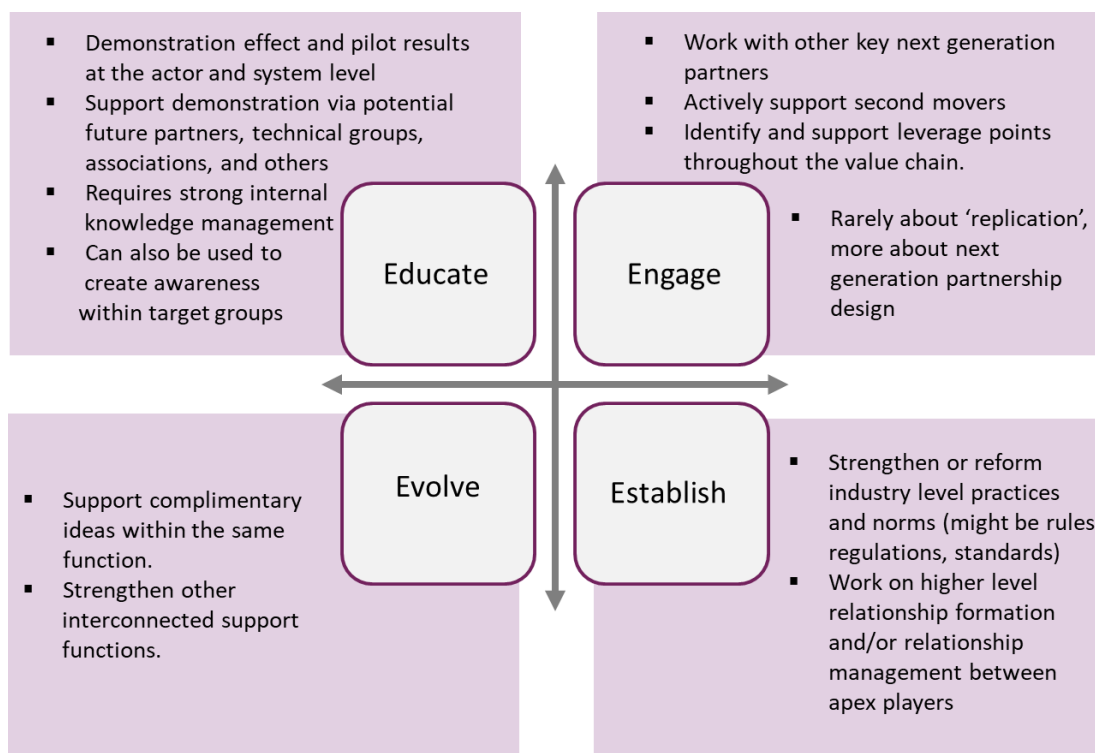 ▪ Demonstration effect and pilot results
at the actor and system level
▪ Support demonstration via potential
future partners, technical groups,
associations, and others
▪ Requires strong internal
knowledge management
▪ Can also be used to
create awareness
within target groups
Educate
▪ Work with other key next generation
partners
▪ Actively support second movers
▪ Identify and support leverage points
throughout the value chain.
▪ Rarely about ‘replication’,
more about next
generation partnership
design
Engage
▪ Support complimentary
ideas within the same
function.
▪ Strengthen other
interconnected support
functions.
Evolve
Establish
▪ Strengthen or reform
industry level practices
and norms (might be rules
regulations, standards)
▪ Work on higher level
relationship formation
and/or relationship
management between
apex players